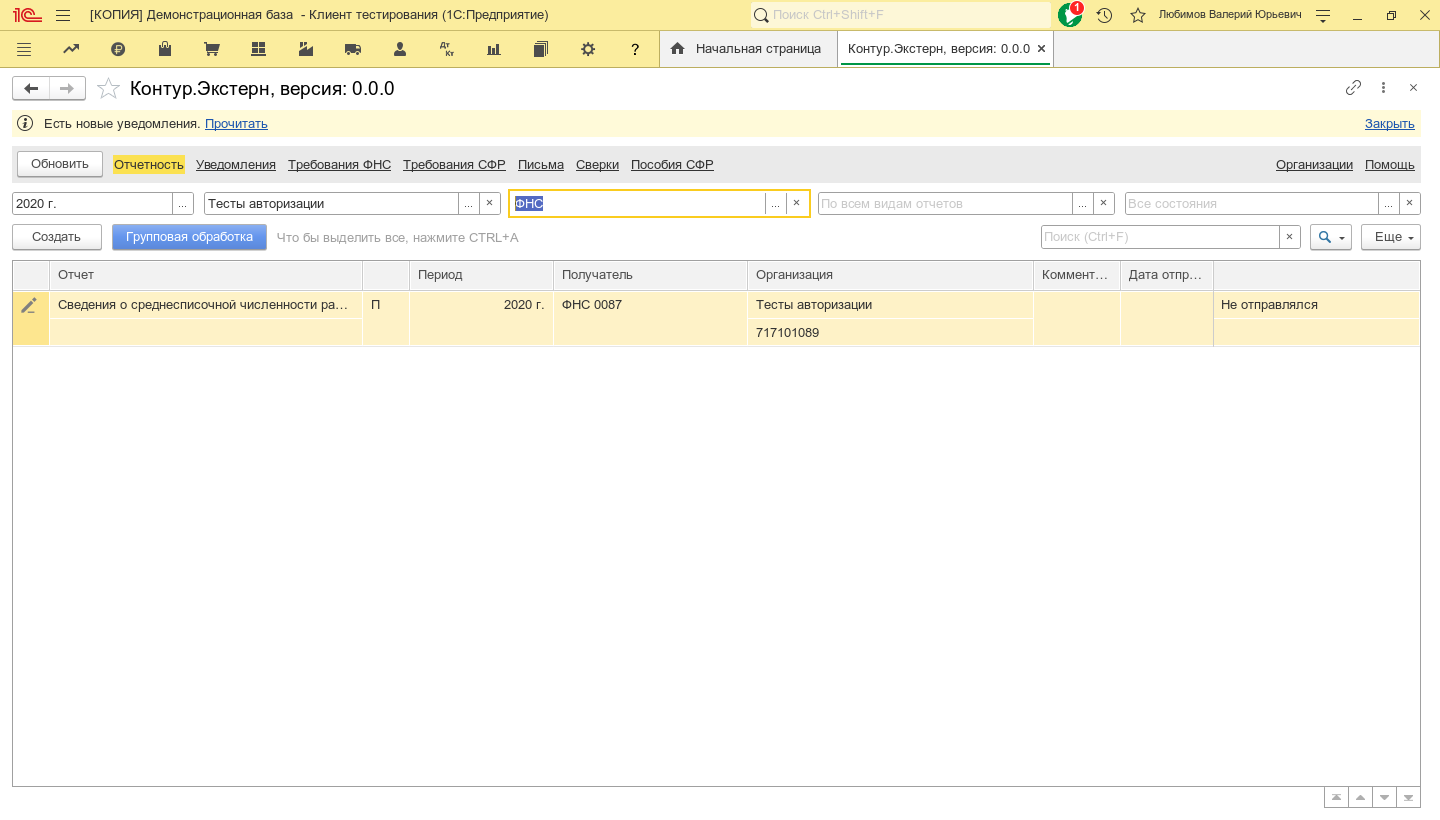 [КОПИЯ] Демонстрационная база - Клиент тестирования (1С:Предприятие)
Поиск Ctrl+Shift+F
1
Любимов Валерий Юрьевич
Дт Кт
?
Начальная страница
Контур.Экстерн, версия: 0.0.0
Контур.Экстерн, версия: 0.0.0
Есть новые уведомления. Прочитать
Закрыть
Обновить
Отчетность
Уведомления
Требования ФНС
Требования СФР
Письма
Сверки
Пособия СФР
Организации
Помощь
2020 г.
...
Тесты авторизации
...
ФНС
...
По всем видам отчетов
...
Все состояния
...
Создать
Групповая обработка
Что бы выделить все, нажмите CTRL+A
Поиск (Ctrl+F)
Еще
Отчет
Период
Получатель
Организация
Коммент…
Дата отпр…
Сведения о среднесписочной численности ра…
П
2020 г.
ФНС 0087
Тесты авторизации
Не отправлялся
717101089